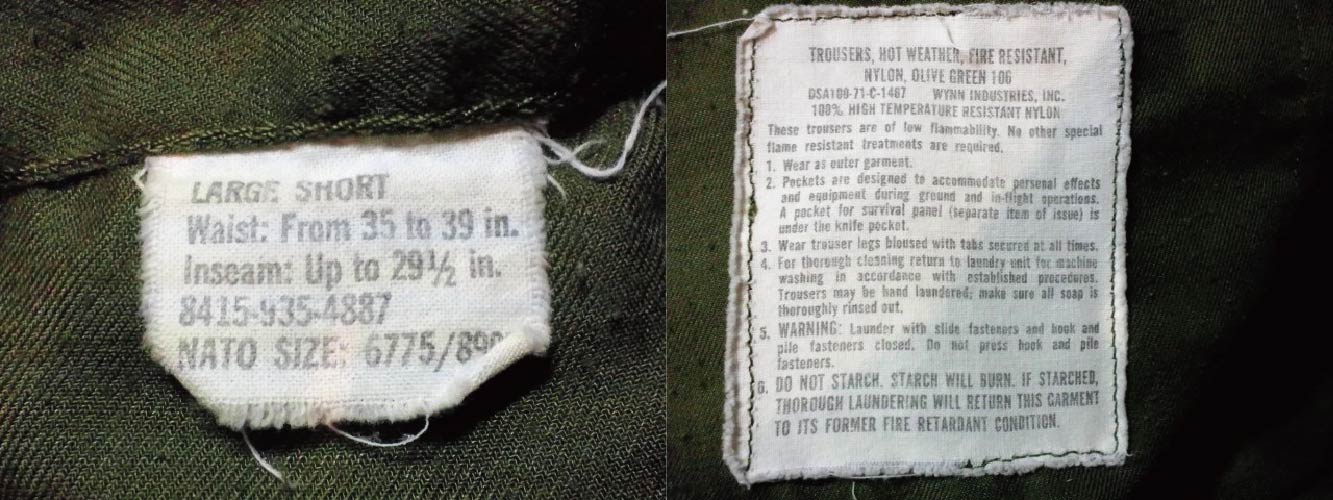 LARGE SHORT
Waist: From 35 to 39 in.
Inseam: Up to 29½ in.
8415-935-4887
NATO SIZE: 6775/
TROUSERS, HOT WEATHER, FIRE RESISTANT,
NYLON, OLIVE GREEN 106
DSA100-71-C-1467 WYNN INDUSTRIES, INC.
100% HIGH TEMPERATURE RESISTANT NYLON
These trousers are of low flammability. No other special
flame resistant treatments are required.
1. Wear as outer garment.
2. Pockets are designed to accommodate personal effects
and equipment during ground and in-flight operations.
A pocket for survival panel (separate item of issue) is
under the knife pocket.
3. Wear trouser legs bloused with tabs secured at all times.
4. For thorough cleaning return to laundry unit for machine
washing in accordance with established procedures.
Trousers may be hand laundered; make sure all soap is
thoroughly rinsed out.
5. WARNING: Launder with slide fasteners and hook and
pile fasteners closed. Do not press hook and pile
fasteners.
6. DO NOT STARCH. STARCH WILL BURN. IF STARCHED,
THOROUGH LAUNDERING WILL RETURN THIS GARMENT
TO ITS FORMER FIRE RETARDANT CONDITION.